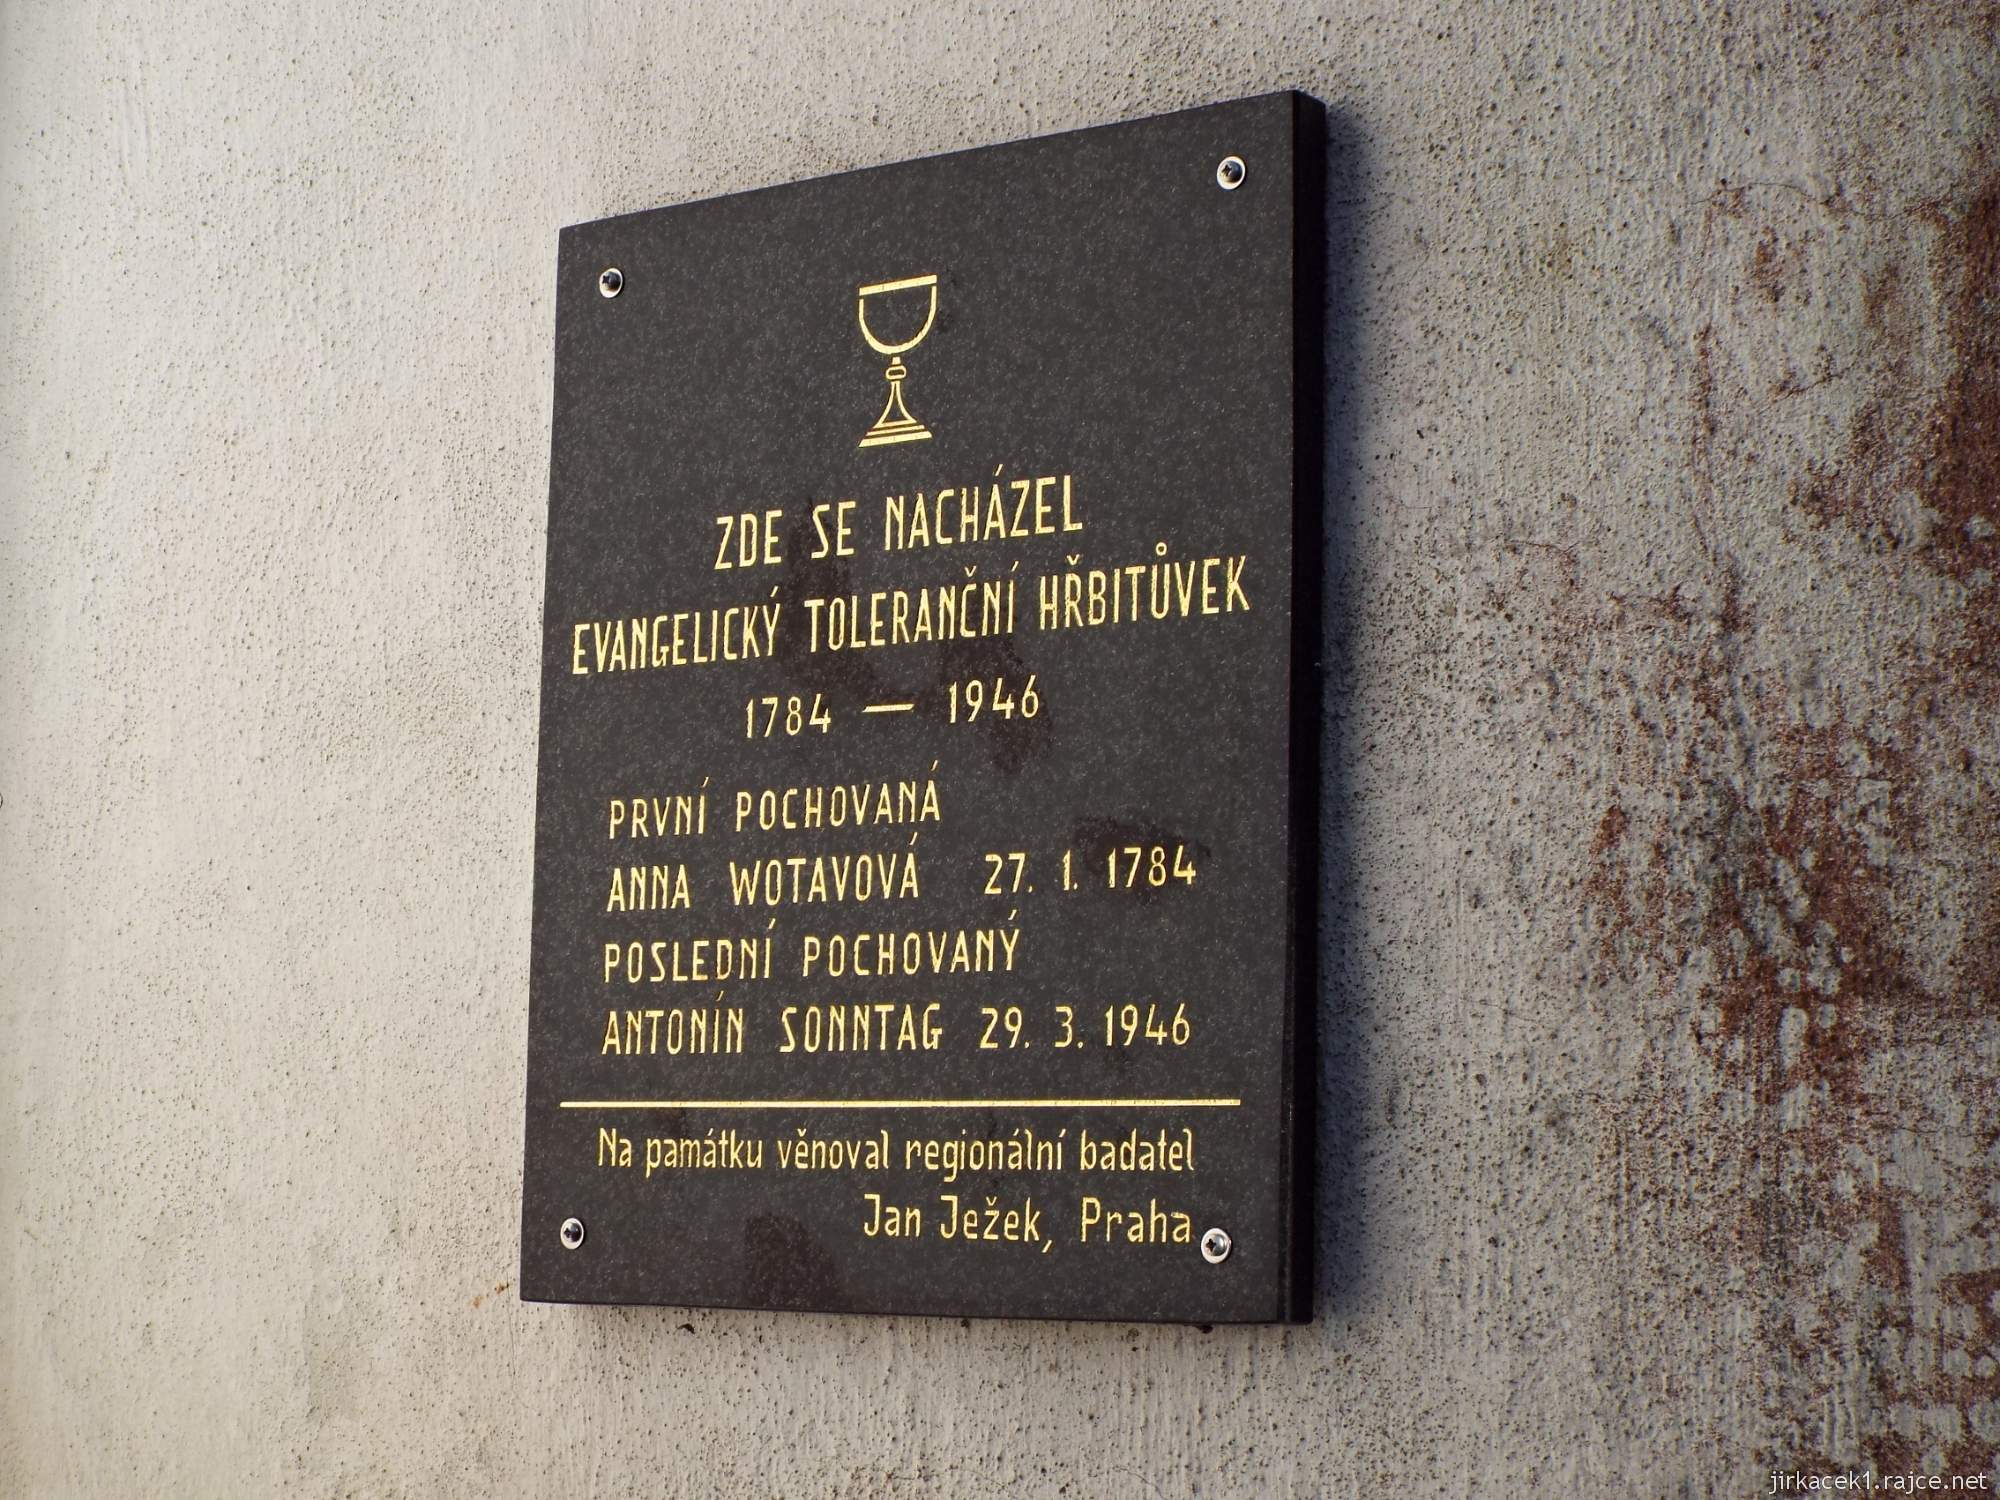 ZDE SE NACHÁZEL
EVANGELICKÝ TOLERANČNÍ HŘBITŮVEK
1784 — 1946
PRVNÍ POCHOVANÁ
ANNA WOTAVOVÁ 27. 1. 1784
POSLEDNÍ POCHOVANÝ
ANTONÍN SONNTAG 29. 3. 1946
Na památku věnoval regionální badatel
Jan Ježek, Praha
jirkacek1.rajce.net